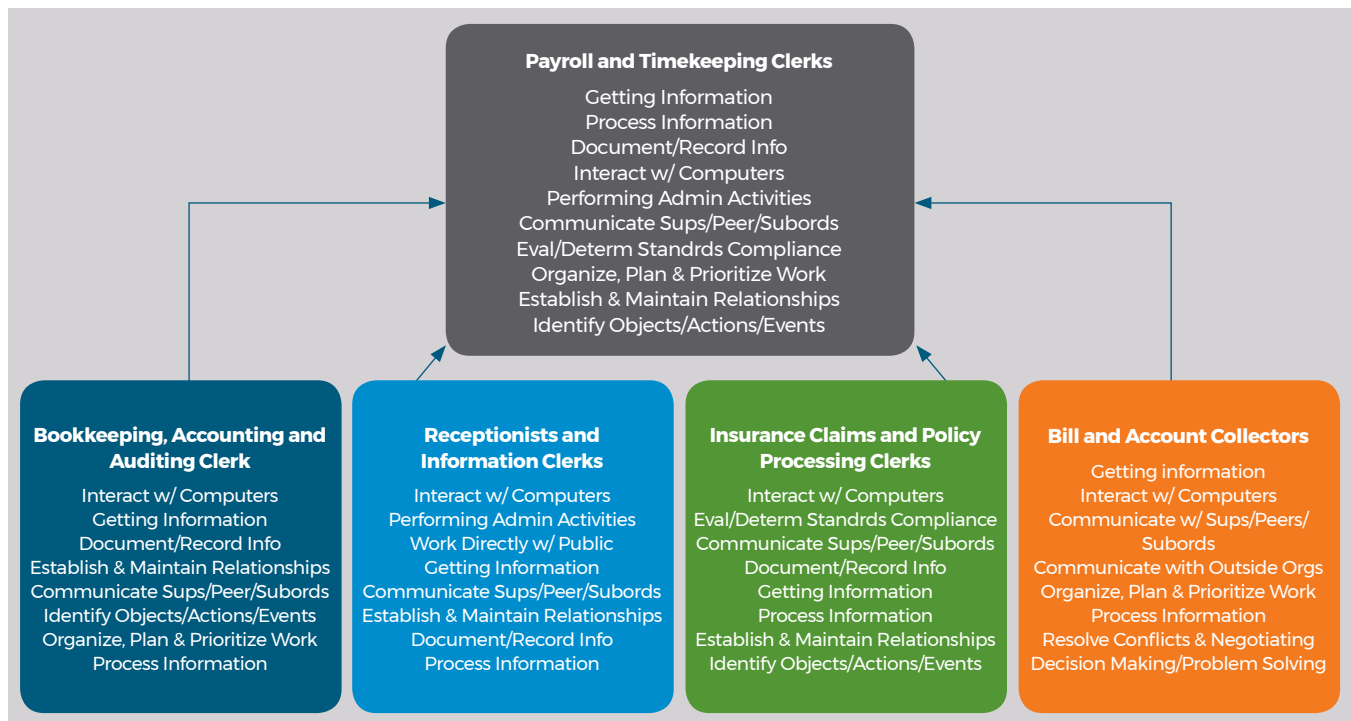 Payroll and Timekeeping Clerks
Getting Information
Process Information
Document/Record Info
Interact w/ Computers
Performing Admin Activities
Communicate Sups/Peer/Subords
Eval/Determ Standrds Compliance
Organize, Plan & Prioritize Work
Establish & Maintain Relationships
Identify Objects/Actions/Events
Bookkeeping, Accounting and
Auditing Clerk
Interact w/ Computers
Getting Information
Document/Record Info
Establish & Maintain Relationships
Communicate Sups/Peer/Subords
Identify Objects/Actions/Events
Organize, Plan & Prioritize Work
Process Information
Receptionists and
Information Clerks
Interact w/ Computers
Performing Admin Activities
Work Directly w/ Public
Getting Information
Communicate Sups/Peer/Subords
Establish & Maintain Relationships
Document/Record Info
Process Information
Insurance Claims and Policy
Processing Clerks
Interact w/ Computers
Eval/Determ Standrds Compliance
Communicate Sups/Peer/Subords
Document/Record Info
Getting Information
Process Information
Establish & Maintain Relationships
Identify Objects/Actions/Events
Bill and Account Collectors
Getting information
Interact w/ Computers
Communicate w/ Sups/Peers/
Subords
Communicate with Outside Orgs
Organize, Plan & Prioritize Work
Process Information
Resolve Conflicts & Negotiating
Decision Making/Problem Solving